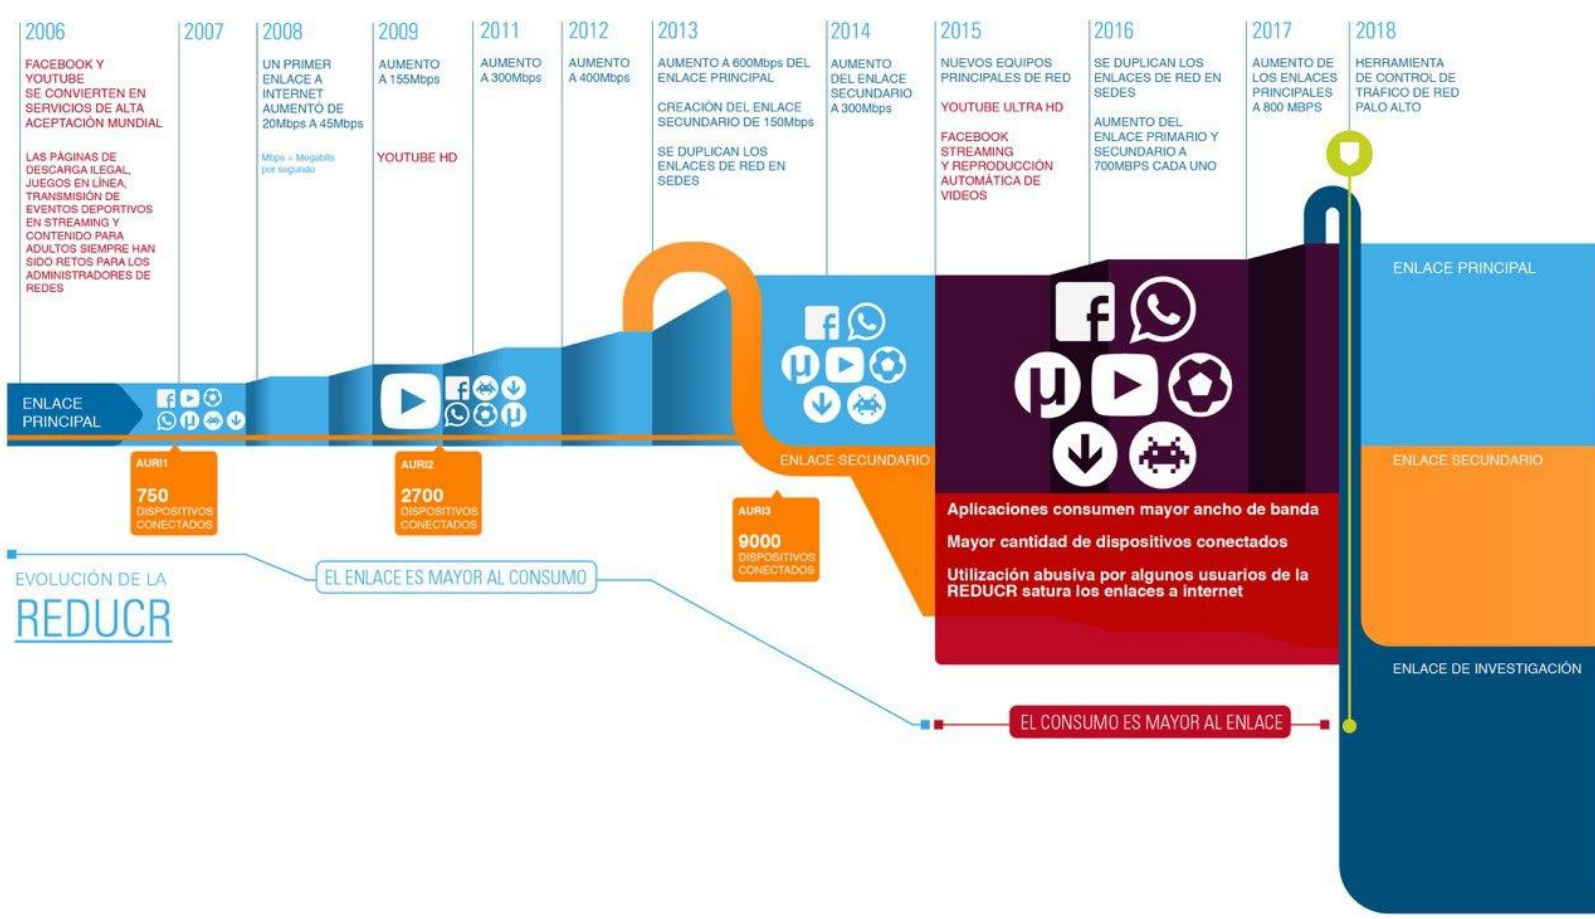 2006
FACEBOOK Y
YOUTUBE
SE CONVIERTEN EN
SERVICIOS DE ALTA
ACEPTACIÓN MUNDIAL
LAS PÁGINAS DE
DESCARGA ILEGAL,
JUEGOS EN LÍNEA,
TRANSMISIÓN DE
EVENTOS DEPORTIVOS
EN STREAMING Y
CONTENIDO PARA
ADULTOS SIEMPRE HAN
SIDO RETOS PARA LOS
ADMINISTRADORES DE
REDES
2007
2008
UN PRIMER
ENLACE A
INTERNET
AUMENTÓ DE
20Mbps A 45Mbps
Mbps = Megabits
por segundo
2009
AUMENTO
A 155Mbps
YOUTUBE HD
2011
AUMENTO
A 300Mbps
2012
AUMENTO
A 400Mbps
2013
AUMENTO A 600Mbps DEL
ENLACE PRINCIPAL
CREACIÓN DEL ENLACE
SECUNDARIO DE 150Mbps
SE DUPLICAN LOS
ENLACES DE RED EN
SEDES
2014
AUMENTO
DEL ENLACE
SECUNDARIO
A 300Mbps
2015
NUEVOS EQUIPOS
PRINCIPALES DE RED
YOUTUBE ULTRA HD
FACEBOOK
STREAMING
Y REPRODUCCIÓN
AUTOMÁTICA DE
VIDEOS
2016
SE DUPLICAN LOS
ENLACES DE RED EN
SEDES
AUMENTO DEL
ENLACE PRIMARIO Y
SECUNDARIO A
700MBPS CADA UNO
2017
AUMENTO DE
LOS ENLACES
PRINCIPALES
A 800 MBPS
2018
HERRAMIENTA
DE CONTROL DE
TRÁFICO DE RED
PALO ALTO
ENLACE
PRINCIPAL
AURI1
750
DISPOSITIVOS
CONECTADOS
AURI2
2700
DISPOSITIVOS
CONECTADOS
ENLACE SECUNDARIO
AURI3
9000
DISPOSITIVOS
CONECTADOS
Aplicaciones consumen mayor ancho de banda
Mayor cantidad de dispositivos conectados
Utilización abusiva por algunos usuarios de la
REDUCR satura los enlaces a internet
ENLACE PRINCIPAL
ENLACE SECUNDARIO
ENLACE DE INVESTIGACIÓN
EVOLUCIÓN DE LA
REDUCR
EL ENLACE ES MAYOR AL CONSUMO
EL CONSUMO ES MAYOR AL ENLACE